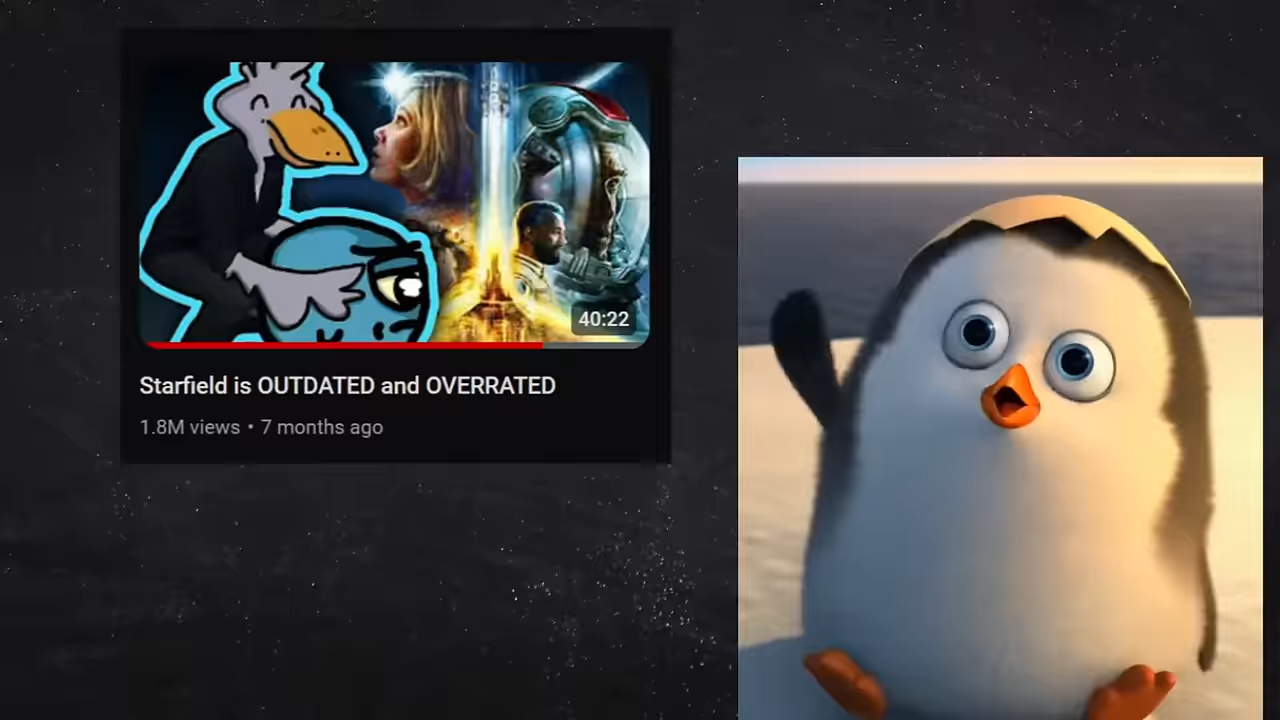 40:22
Starfield is OUTDATED and OVERRATED
1.8M views • 7 months ago